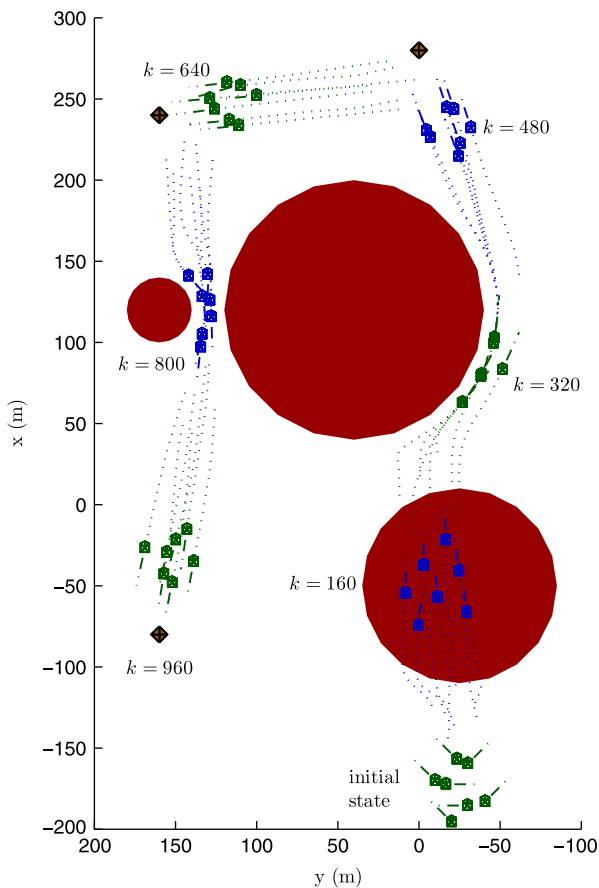 300
k = 640
250
k = 480
200
150
100
k = 800
k = 320
x (m)
50
0
k = 160
−50
k = 960
−100
−150
initial
state
−200
200
150
100
50
0
−50
−100
y (m)